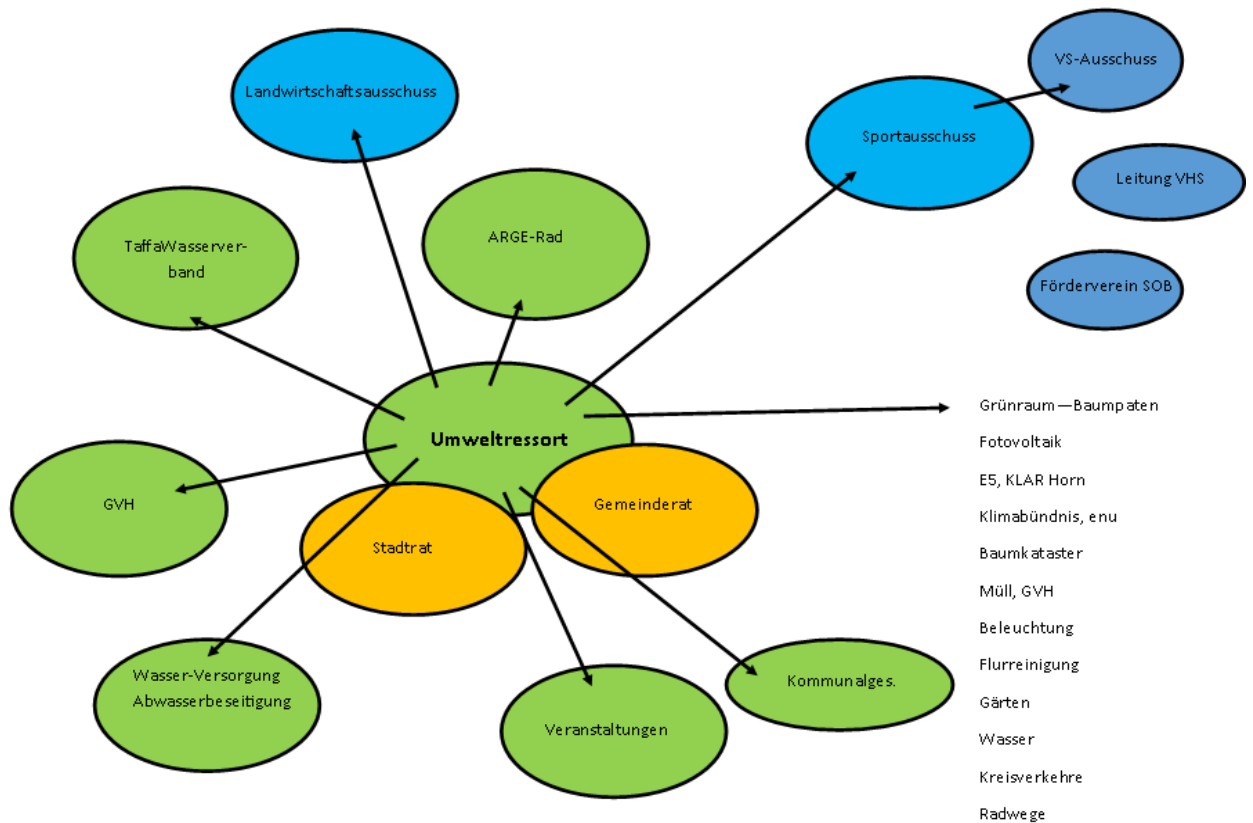 VS-Ausschuss
Landwirtschaftsausschuss
Sportausschuss
Leitung VHS
ARGE-Rad
TaffaWasserver-
band
Förderverein SOB
Umweltressort
Grünraum—Baumpaten
Fotovoltaik
E5, KLAR Horn
Klimabündnis, enu
Baumkataster
Müll, GVH
Beleuchtung
Flurreinigung
Gärten
Wasser
Kreisverkehre
Radwege
GVH
Gemeinderat
Stadtrat
Wasser-Versorgung
Abwasserbeseitigung
Kommunalges.
Veranstaltungen